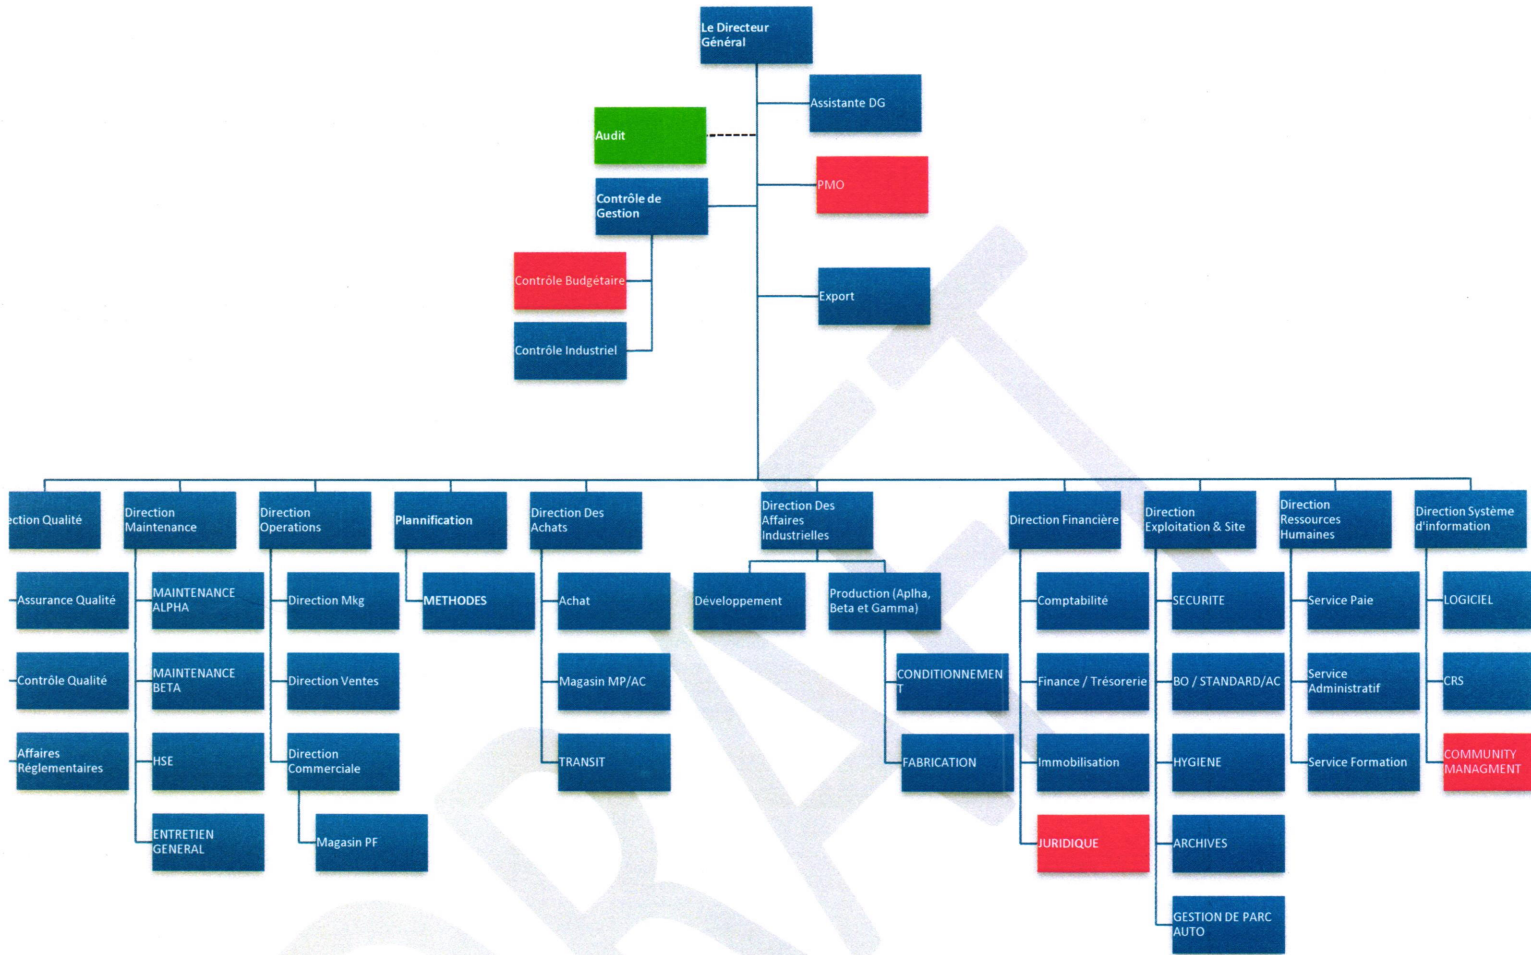 Le Directeur
Général
Assistante DG
Audit
PMO
Contrôle de
Gestion
Contrôle Budgétaire
Export
Contrôle Industriel
ection Qualité
Assurance Qualité
Contrôle Qualité
Affaires
Réglementaires
Direction
Maintenance
MAINTENANCE
ALPHA
MAINTENANCE
BETA
HSE
ENTRETIEN
GENERAL
Direction
Operations
Direction Mkg
Direction Ventes
Direction
Commerciale
Magasin PF
Plannification
METHODES
Direction Des
Achats
Achat
Magasin MP/AC
TRANSIT
Direction Des
Affaires
Industrielles
Développement
Production (Aplha,
Beta et Gamma)
CONDITIONNEMEN
T
FABRICATION
Direction Financière
Comptabilité
Finance / Trésorerie
Immobilisation
JURIDIQUE
Direction
Exploitation & Site
SECURITE
BO / STANDARD/AC
HYGIENE
ARCHIVES
GESTION DE PARC
AUTO
Direction
Ressources
Humaines
Service Paie
Service
Administratif
Service Formation
Direction Système
d'information
LOGICIEL
CRS
COMMUNITY
MANAGMENT
DRAFT